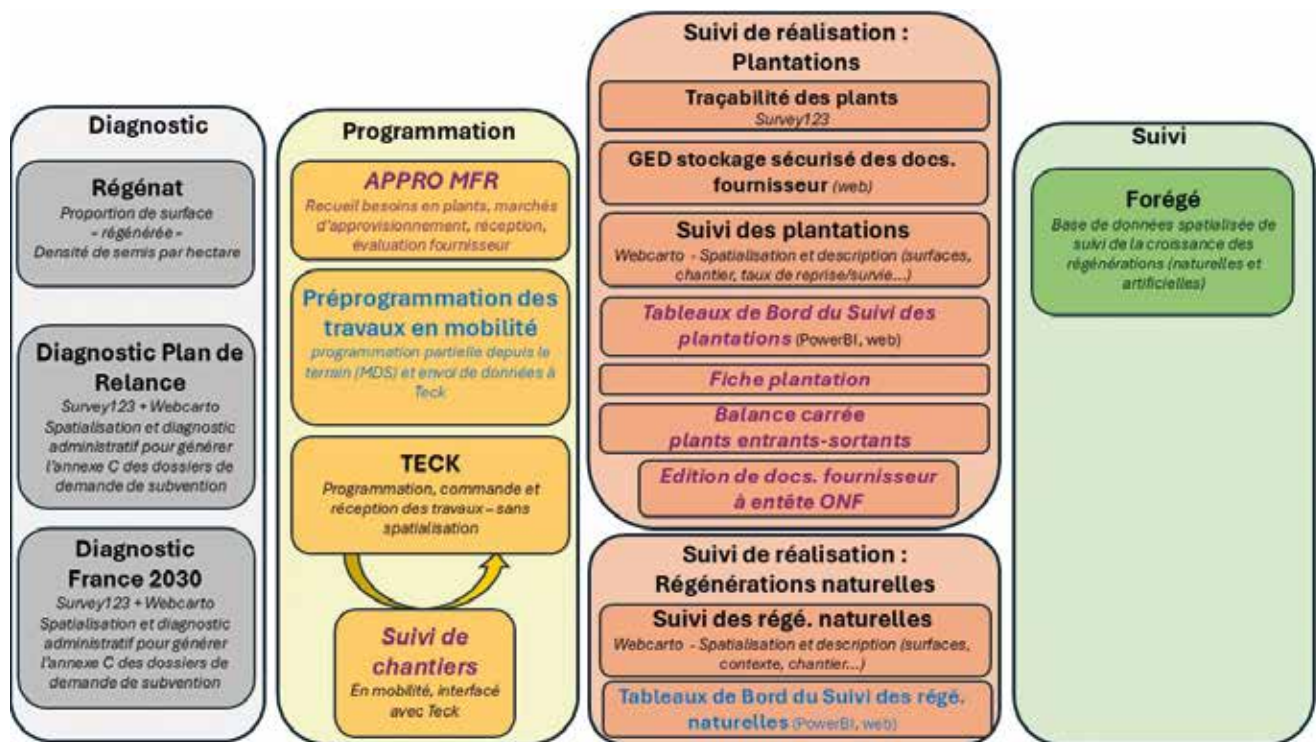 Diagnostic
Régénat
Proportion de surface
« régénérée »
Densité de semis par hectare
Diagnostic Plan de
Relance
Survey123 + Webcarto
Spatialisation et diagnostic
administratif pour générer
l'annexe C des dossiers de
demande de subvention
Diagnostic
France 2030
Survey123 + Webcarto
Spatialisation et diagnostic
administratif pour générer
l'annexe C des dossiers de
demande de subvention
Programmation
APPRO MFR
Recueil besoins en plants, marchés
d'approvisionnement, réception,
évaluation fournisseur
Préprogrammation des
travaux en mobilité
programmation partielle depuis le
terrain (MDS) et envoi de données à
Teck
TECK
Programmation, commande et
réception des travaux – sans
spatialisation
Suivi de
chantiers
En mobilité, interfacé
avec Teck
Suivi de réalisation :
Plantations
Traçabilité des plants
Survey123
GED stockage sécurisé des docs.
fournisseur (web)
Suivi des plantations
Webcarto - Spatialisation et description (surfaces,
chantier, taux de reprise/survie...)
Tableaux de Bord du Suivi des
plantations (PowerBI, web)
Fiche plantation
Balance carrée
plants entrants-sortants
Edition de docs. fournisseur
à entête ONF
Suivi de réalisation :
Régénérations naturelles
Suivi des régé. naturelles
Webcarto - Spatialisation et description (surfaces,
contexte, chantier...)
Tableaux de Bord du Suivi des régé.
naturelles (PowerBI, web)
Suivi
Forégé
Base de données spatialisée de
suivi de la croissance des
régénérations (naturelles et
artificielles)